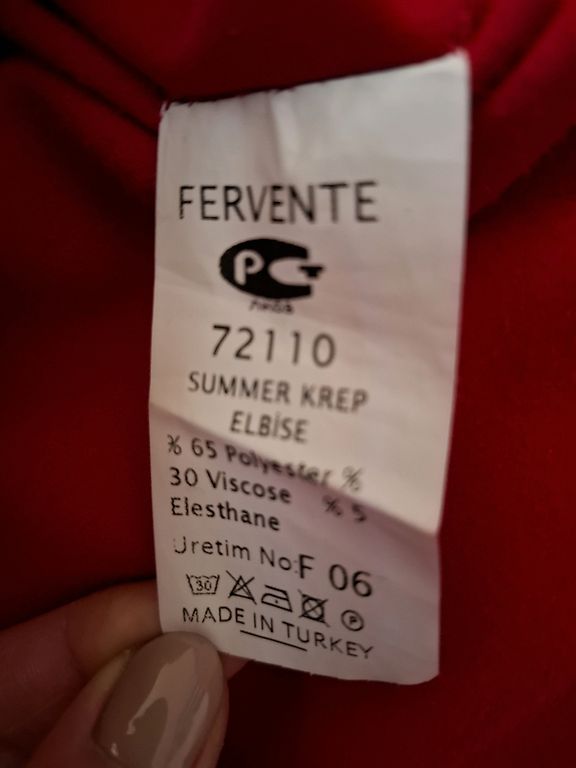 FERVENTE
PC
72110
SUMMER KREP
ELBİSE
% 65 Polyester %
30 Viscose % 5
Elesthane
Üretim No:F 06
30 P
MADE IN TURKEY